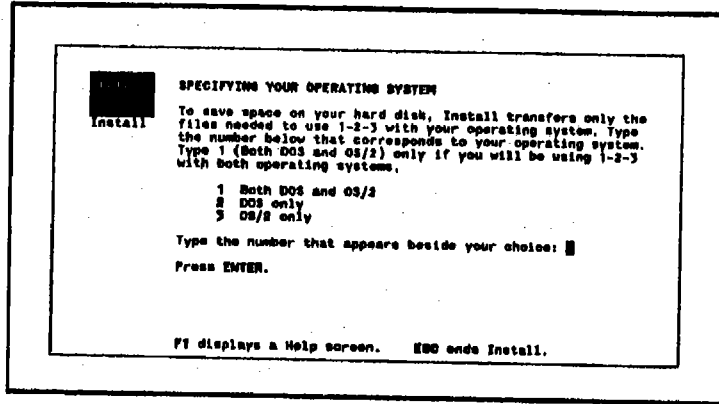 SPECIFYING YOUR OPERATING SYSTEM
To save space on your hard disk, Install transfers only the
Install
files needed to use 1-2-3 with your operating system. Type
the number below that corresponds to your operating system.
Type 1 (Both DOS and OS/2) only if you will be using 1-2-3
with both operating systems.
1 Both DOS and OS/2
2 DOS only
3 OS/2 only
Type the number that appears beside your choice:
Press ENTER.
F1 displays a Help screen. ESC ends Install.